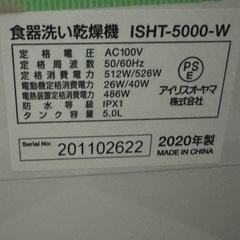 食器洗い乾燥機 ISHT-5000-W
定格電圧 AC100V
定格周波数 50/60Hz
定格消費電力 512W/526W
電動機定格消費電力 26W/40W
電熱装置定格消費電力 486W
防水等級 IPX1
タンク容量 5.0L
PS
E
アイリスオーヤマ
株式会社
Serial No.
201102622
2020年製
MADE IN CHINA